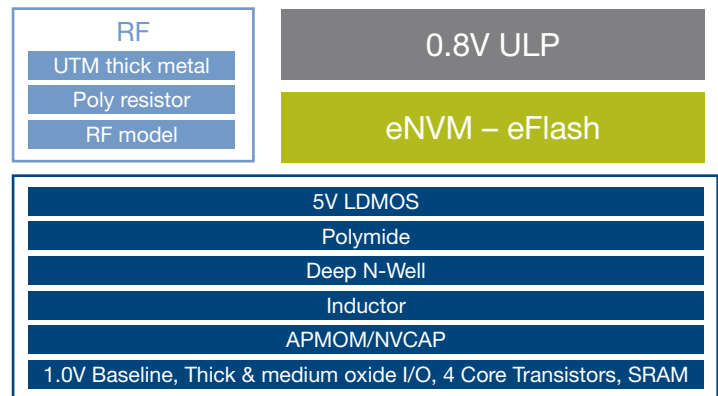 RF
UTM thick metal
Poly resistor
RF model
0.8V ULP
eNVM – eFlash
5V LDMOS
Polymide
Deep N-Well
Inductor
APMOM/NVCAP
1.0V Baseline, Thick & medium oxide I/O, 4 Core Transistors, SRAM